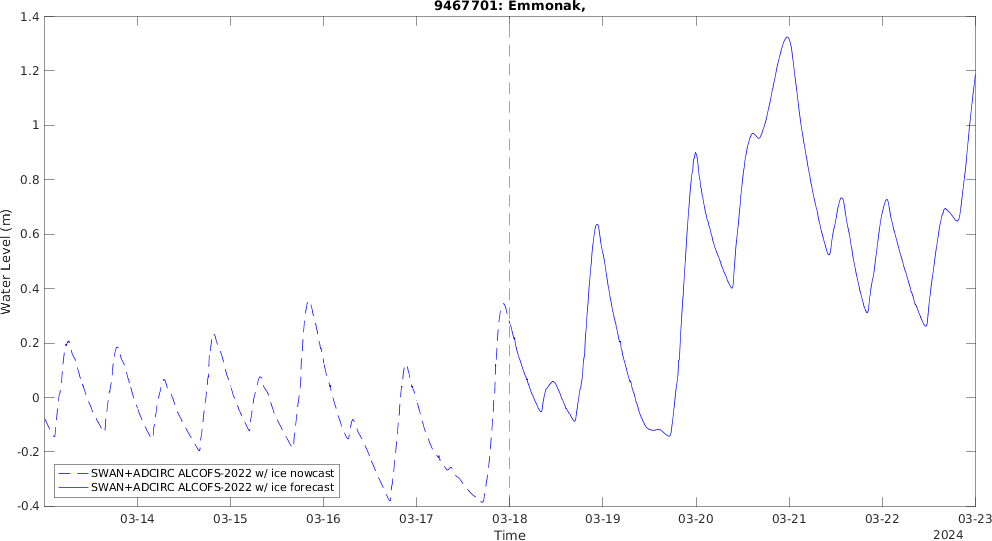 9467701: Emmonak,
1.4
1.2
1
0.8
0.6
0.4
0.2
0
-0.2
-0.4
Water Level (m)
SWAN+ADCIRC ALCOFS-2022 w/ ice nowcast
SWAN+ADCIRC ALCOFS-2022 w/ ice forecast
03-14 03-15 03-16 03-17 03-18 03-19 03-20 03-21 03-22 03-23
Time
2024